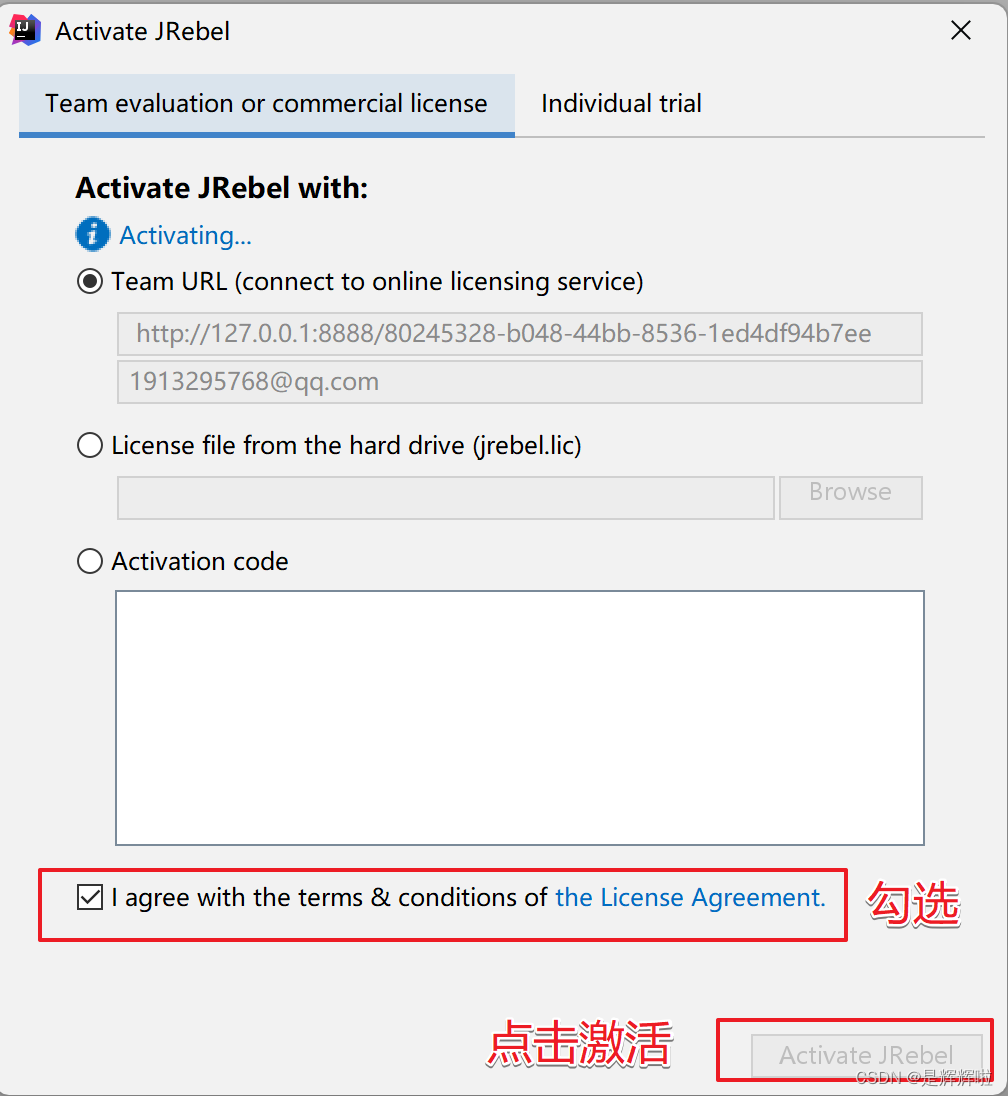 Activate JRebel
Team evaluation or commercial license
Individual trial
Activate JRebel with:
Activating...
Team URL (connect to online licensing service)
http://127.0.0.1:8888/80245328-b048-44bb-8536-1ed4df94b7ee
1913295768@qq.com
License file from the hard drive (jrebel.lic)
Browse
Activation code
I agree with the terms & conditions of the License Agreement.
勾选
点击激活
Activate JRebel
CSDN @是辉辉啦